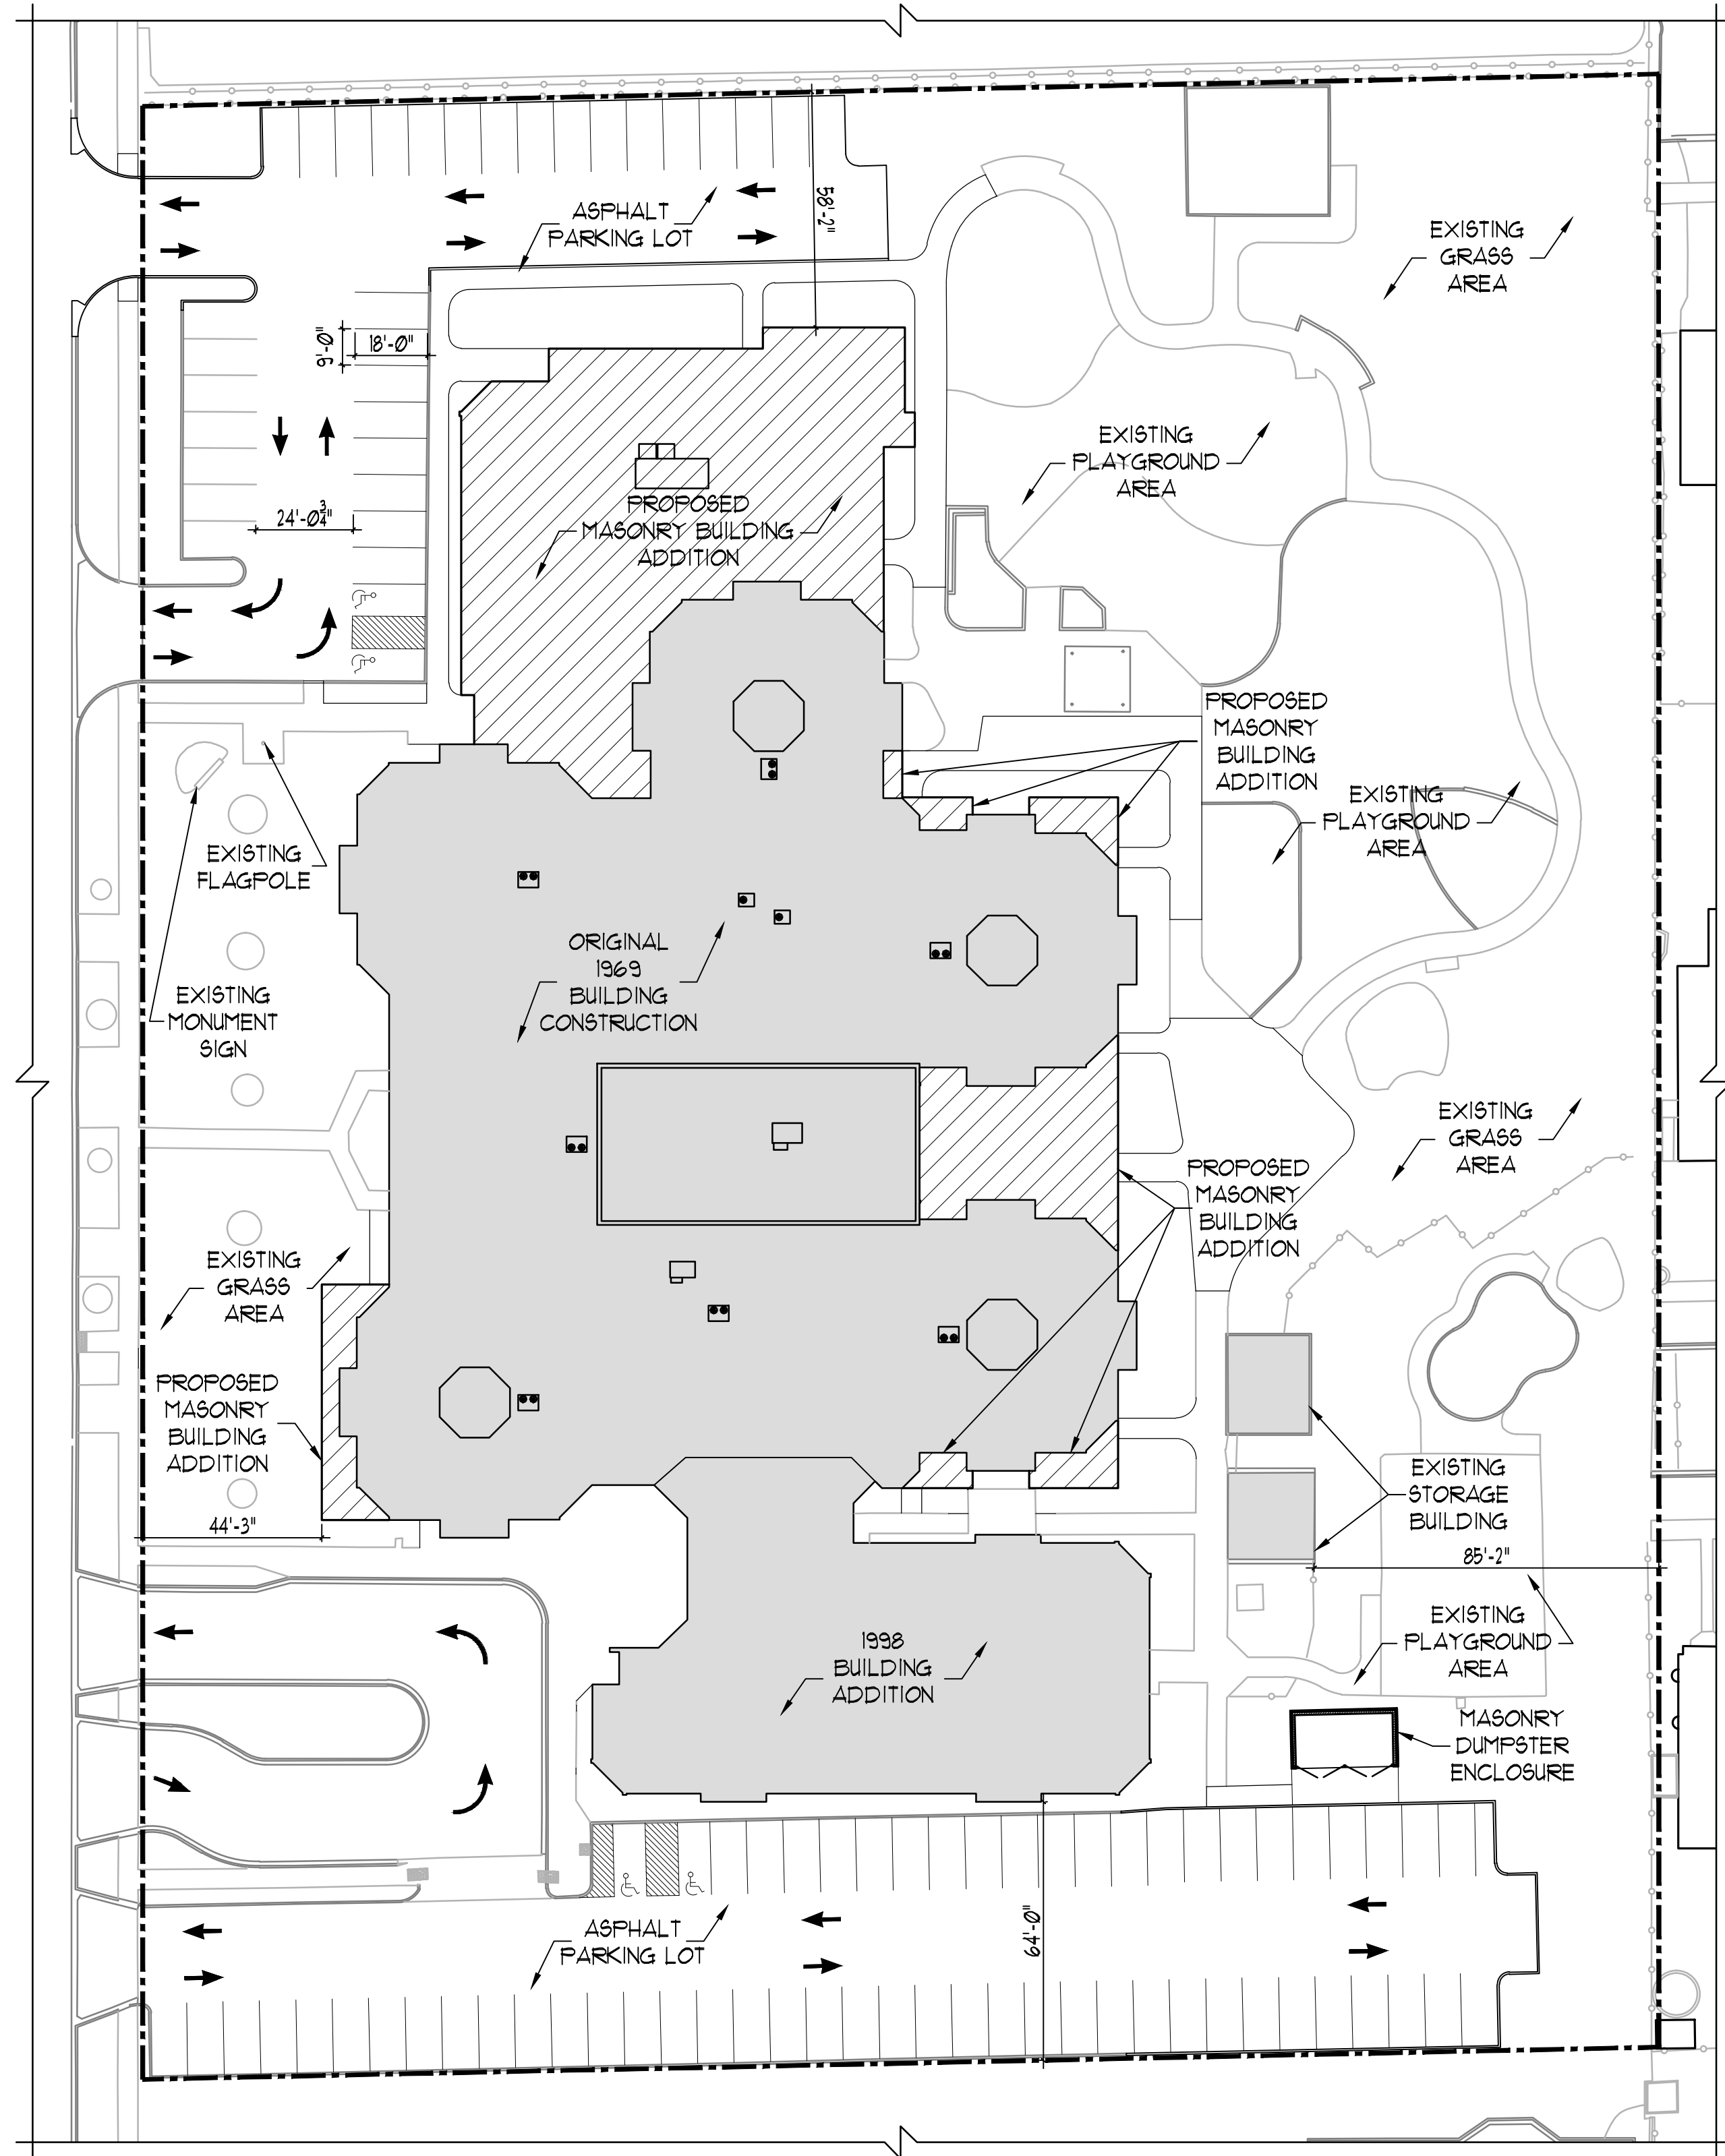 ASPHALT
PARKING LOT
58'-2"
EXISTING
GRASS
AREA
9'-0"
18'-0"
EXISTING
PLAYGROUND
AREA
24'-0¾"
PROPOSED
MASONRY BUILDING
ADDITION
PROPOSED
MASONRY
BUILDING
ADDITION
EXISTING
PLAYGROUND
AREA
EXISTING
FLAGPOLE
ORIGINAL
1969
BUILDING
CONSTRUCTION
EXISTING
MONUMENT
SIGN
EXISTING
GRASS
AREA
PROPOSED
MASONRY
BUILDING
ADDITION
EXISTING
GRASS
AREA
PROPOSED
MASONRY
BUILDING
ADDITION
44'-3"
EXISTING
STORAGE
BUILDING
85'-2"
EXISTING
PLAYGROUND
AREA
1998
BUILDING
ADDITION
MASONRY
DUMPSTER
ENCLOSURE
ASPHALT
PARKING LOT
64'-0"